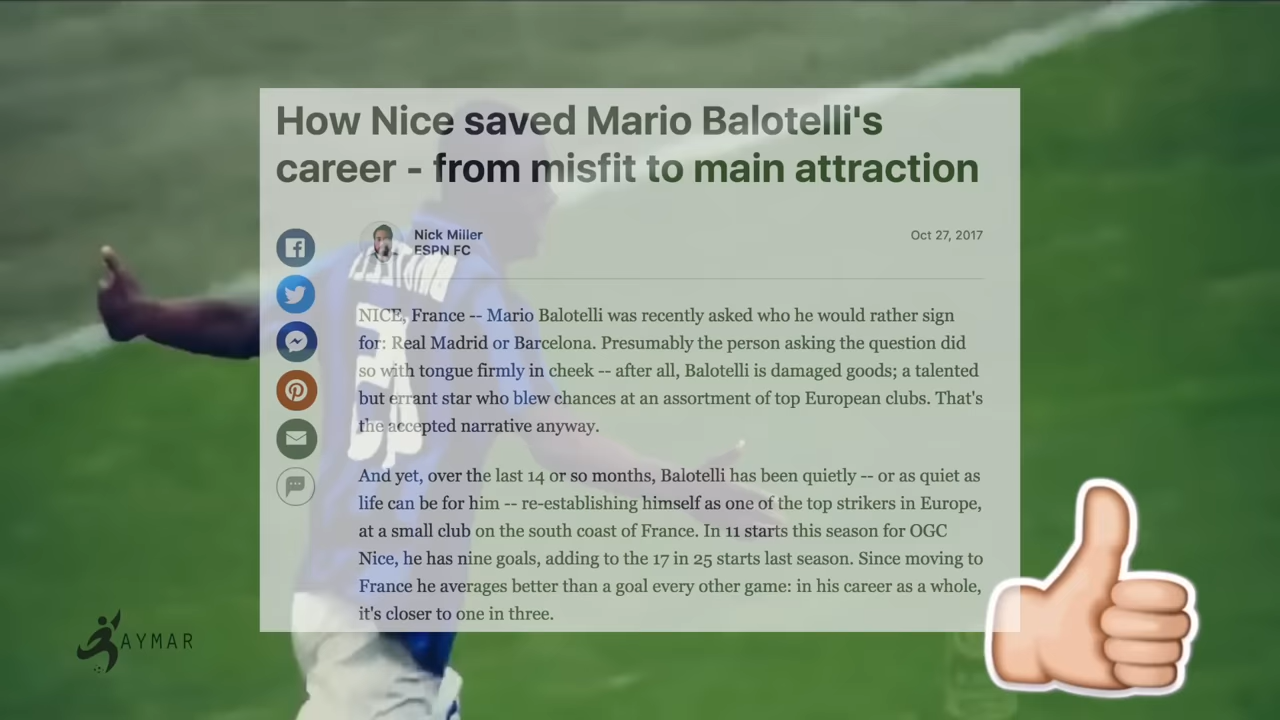 How Nice saved Mario Balotelli's
career - from misfit to main attraction
Nick Miller
ESPN FC
Oct 27, 2017
NICE, France -- Mario Balotelli was recently asked who he would rather sign
for: Real Madrid or Barcelona. Presumably the person asking the question did
so with tongue firmly in cheek -- after all, Balotelli is damaged goods; a talented
but errant star who blew chances at an assortment of top European clubs. That's
the accepted narrative anyway.
And yet, over the last 14 or so months, Balotelli has been quietly -- or as quiet as
life can be for him -- re-establishing himself as one of the top strikers in Europe,
at a small club on the south coast of France. In 11 starts this season for OGC
Nice, he has nine goals, adding to the 17 in 25 starts last season. Since moving to
France he averages better than a goal every other game: in his career as a whole,
it's closer to one in three.
AYMAR